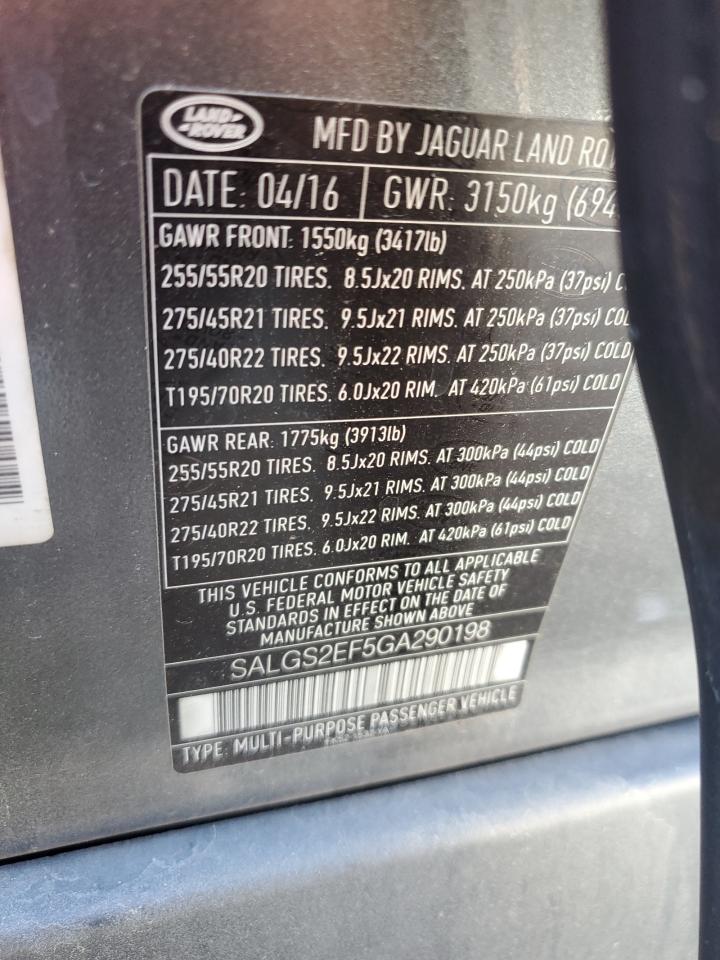 LAND
ROVER
MFD BY JAGUAR LAND
DATE: 04/16 GWR: 3150kg
GAWR FRONT: 1550kg (3417lb)
255/55R20 TIRES. 8.5Jx20 RIMS. AT 250kPa (37psi)
275/45R21 TIRES. 9.5Jx21 RIMS. AT 250kPa (37psi)
275/40R22 TIRES. 9.5Jx22 RIMS. AT 250kPa (37psi) COLD
T195/70R20 TIRES. 6.0Jx20 RIM. AT 420kPa (61psi) COLD
GAWR REAR: 1775kg (3913lb)
255/55R20 TIRES. 8.5Jx20 RIMS. AT 300kPa (44psi) COLD
275/45R21 TIRES. 9.5Jx21 RIMS. AT 300kPa (44psi) COLD
275/40R22 TIRES. 9.5Jx22 RIMS. AT 300kPa (44psi) COLD
T195/70R20 TIRES. 6.0Jx20 RIM. AT 420kPa (61psi) COLD
THIS VEHICLE CONFORMS TO ALL APPLICABLE
U.S. FEDERAL MOTOR VEHICLE SAFETY
STANDARDS IN EFFECT ON THE DATE OF
MANUFACTURE SHOWN ABOVE
SALGS2EF5GA290198
TYPE: MULTI-PURPOSE PASSENGER VEHICLE